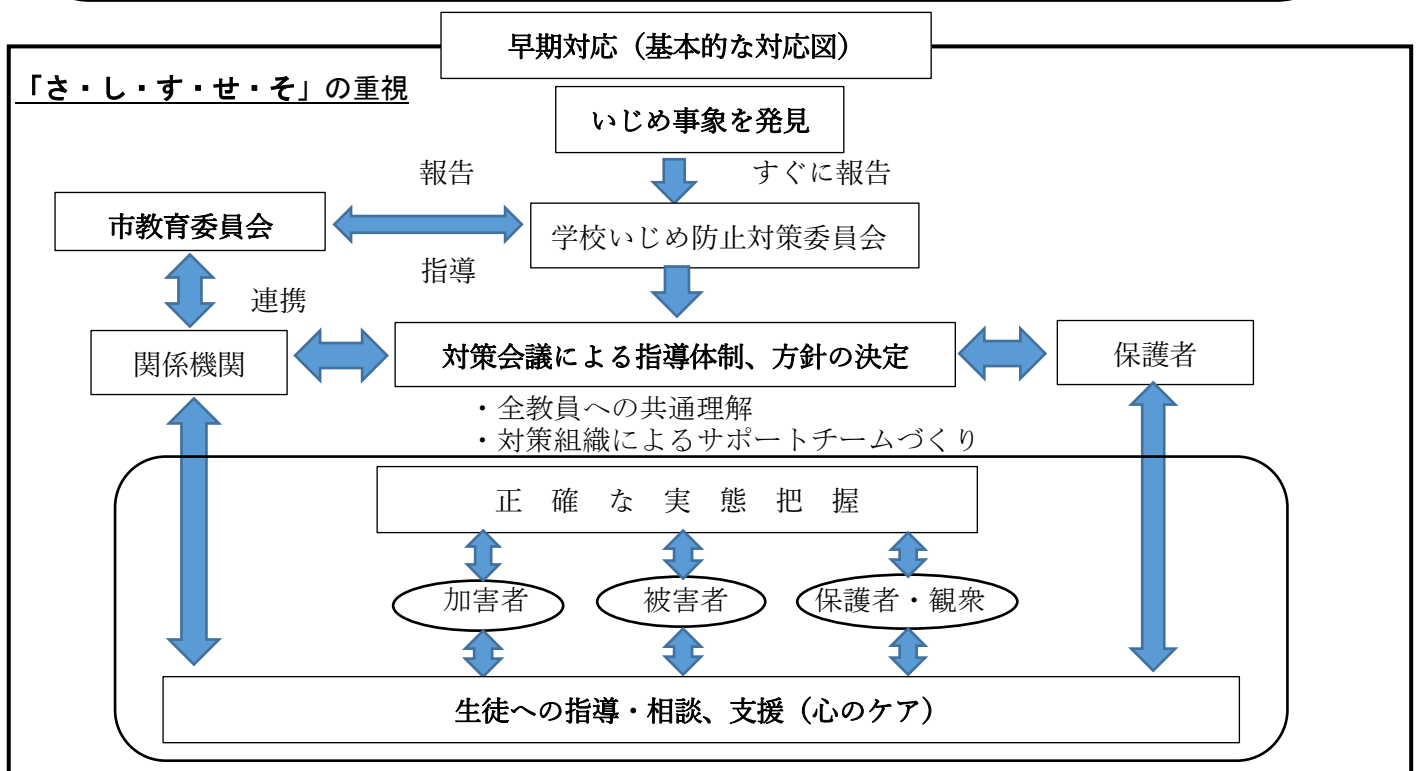 早期対応（基本的な対応図）
「さ・し・す・せ・そ」の重視
いじめ事象を発見
報告
すぐに報告
市教育委員会
学校いじめ防止対策委員会
指導
連携
関係機関
対策会議による指導体制、方針の決定
保護者
・全教員への共通理解
・対策組織によるサポートチームづくり
正　確　な　実　態　把　握
加害者
被害者
保護者・観衆
生徒への指導・相談、支援（心のケア）